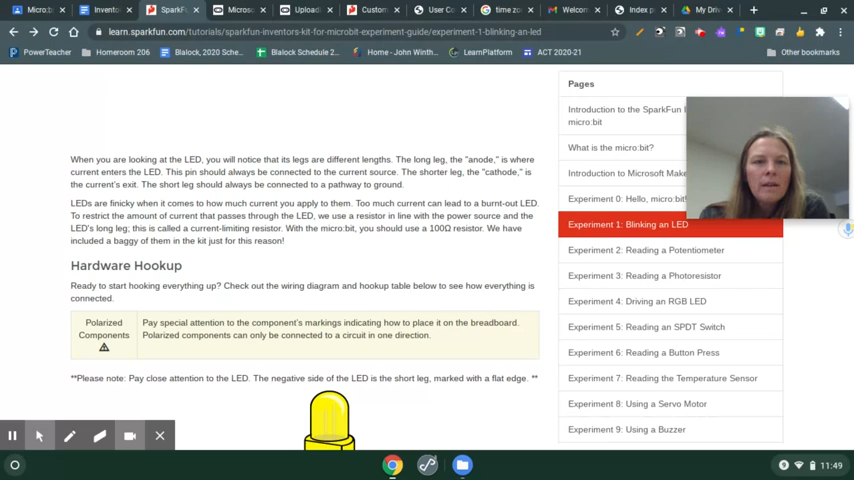 Micro:b
Invento
SparkF
Microso
Uploadi
Custom
User Co
time zo
Welcom
Index p
My Driv
learn.sparkfun.com/tutorials/sparkfun-inventors-kit-for-microbit-experiment-guide/experiment-1-blinking-an-led
PowerTeacher
Homeroom 206
Blalock, 2020 Sche...
Blalock Schedule 2...
Home - John Winth...
LearnPlatform
ACT 2020-21
Other bookmarks
When you are looking at the LED, you will notice that its legs are different lengths. The long leg, the "anode," is where
current enters the LED. This pin should always be connected to the current source. The shorter leg, the "cathode," is
the current's exit. The short leg should always be connected to a pathway to ground.
LEDs are finicky when it comes to how much current you apply to them. Too much current can lead to a burnt-out LED.
To restrict the amount of current that passes through the LED, we use a resistor in line with the power source and the
LED's long leg; this is called a current-limiting resistor. With the micro:bit, you should use a 100Ω resistor. We have
included a baggy of them in the kit just for this reason!
Hardware Hookup
Ready to start hooking everything up? Check out the wiring diagram and hookup table below to see how everything is
connected.
Polarized
Components
Pay special attention to the component's markings indicating how to place it on the breadboard.
Polarized components can only be connected to a circuit in one direction.
**Please note: Pay close attention to the LED. The negative side of the LED is the short leg, marked with a flat edge. **
Pages
Introduction to the SparkFun
micro:bit
What is the micro:bit?
Introduction to Microsoft Make
Experiment 0: Hello, micro:bit!
Experiment 1: Blinking an LED
Experiment 2: Reading a Potentiometer
Experiment 3: Reading a Photoresistor
Experiment 4: Driving an RGB LED
Experiment 5: Reading an SPDT Switch
Experiment 6: Reading a Button Press
Experiment 7: Reading the Temperature Sensor
Experiment 8: Using a Servo Motor
Experiment 9: Using a Buzzer
11:49